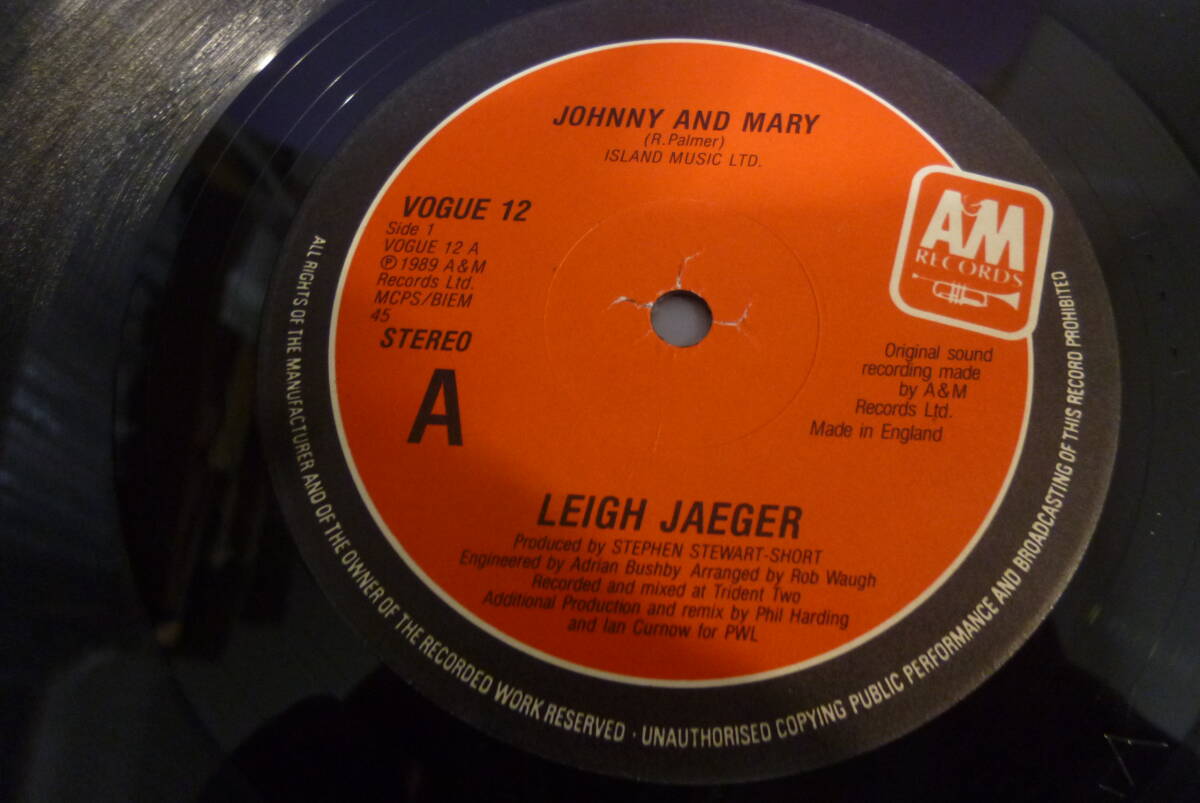 JOHNNY AND MARY
(R. Palmer)
ISLAND MUSIC LTD.
VOGUE 12
Side 1
VOGUE 12 A
Ⓟ 1989 A&M
Records Ltd.
MCPS/BIEM
45
STEREO
A
A&M
RECORDS
Original sound
recording made
by A&M
Records Ltd.
Made in England
LEIGH JAEGER
Produced by STEPHEN STEWART-SHORT
Engineered by Adrian Bushby Arranged by Rob Waugh
Recorded and mixed at Trident Two
Additional Production and remix by Phil Harding
and Ian Curnow for PWL
ALL RIGHTS OF THE MANUFACTURER AND OF THE OWNER OF THE RECORDED WORK RESERVED · UNAUTHORISED COPYING PUBLIC PERFORMANCE AND BROADCASTING OF THIS RECORD PROHIBITED